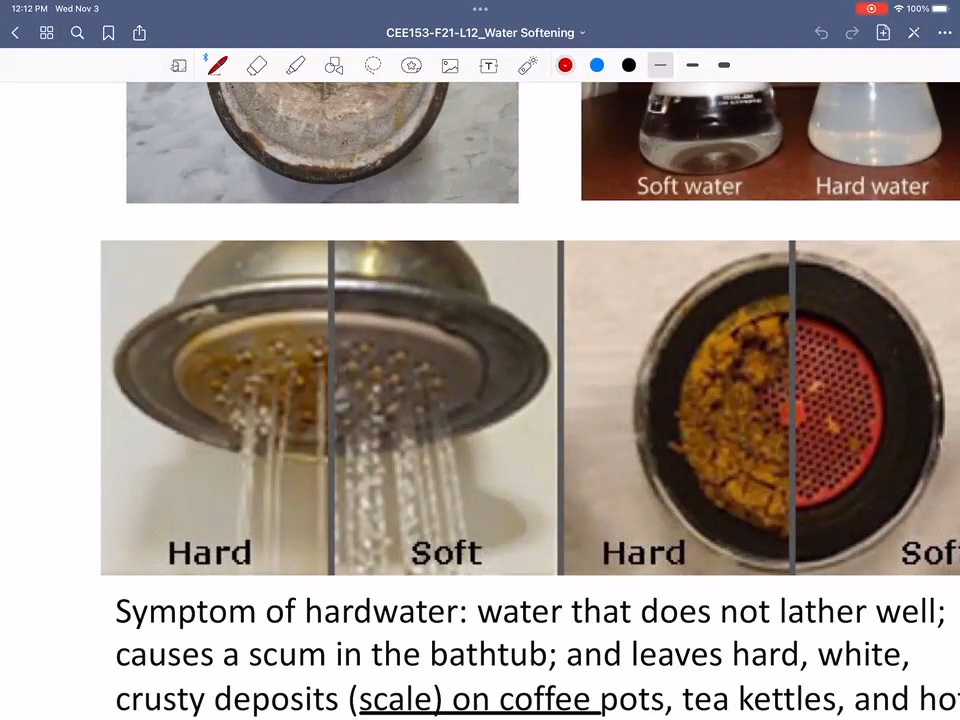 12:12 PM Wed Nov 3
100%
CEE153-F21-L12_Water Softening
Soft water
Hard water
Hard
Soft
Hard
Sof
Symptom of hardwater: water that does not lather well;
causes a scum in the bathtub; and leaves hard, white,
crusty deposits (scale) on coffee pots, tea kettles, and ho